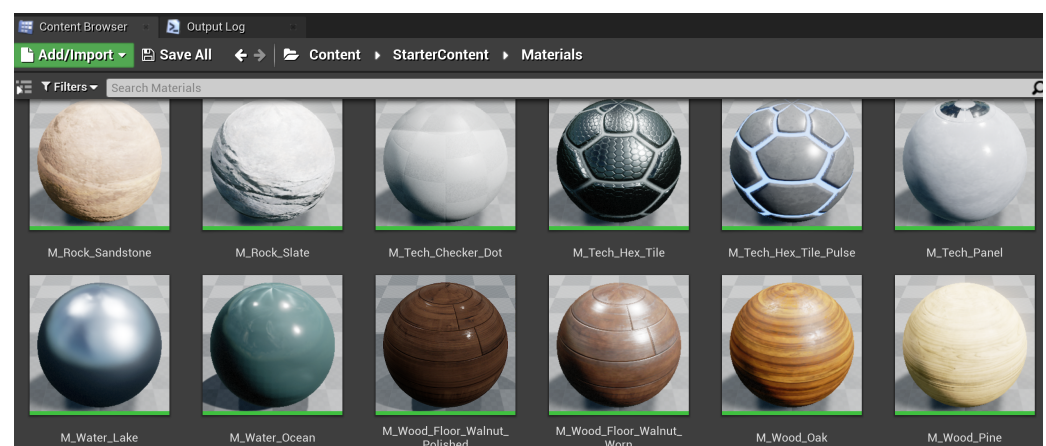 Content Browser Output Log
Add/Import Save All Content StarterContent Materials
Filters Search Materials
M_Rock_Sandstone M_Rock_Slate M_Tech_Checker_Dot M_Tech_Hex_Tile M_Tech_Hex_Tile_Pulse M_Tech_Panel
M_Water_Lake M_Water_Ocean M_Wood_Floor_Walnut_ M_Wood_Floor_Walnut_ M_Wood_Oak M_Wood_Pine
Polished Worn